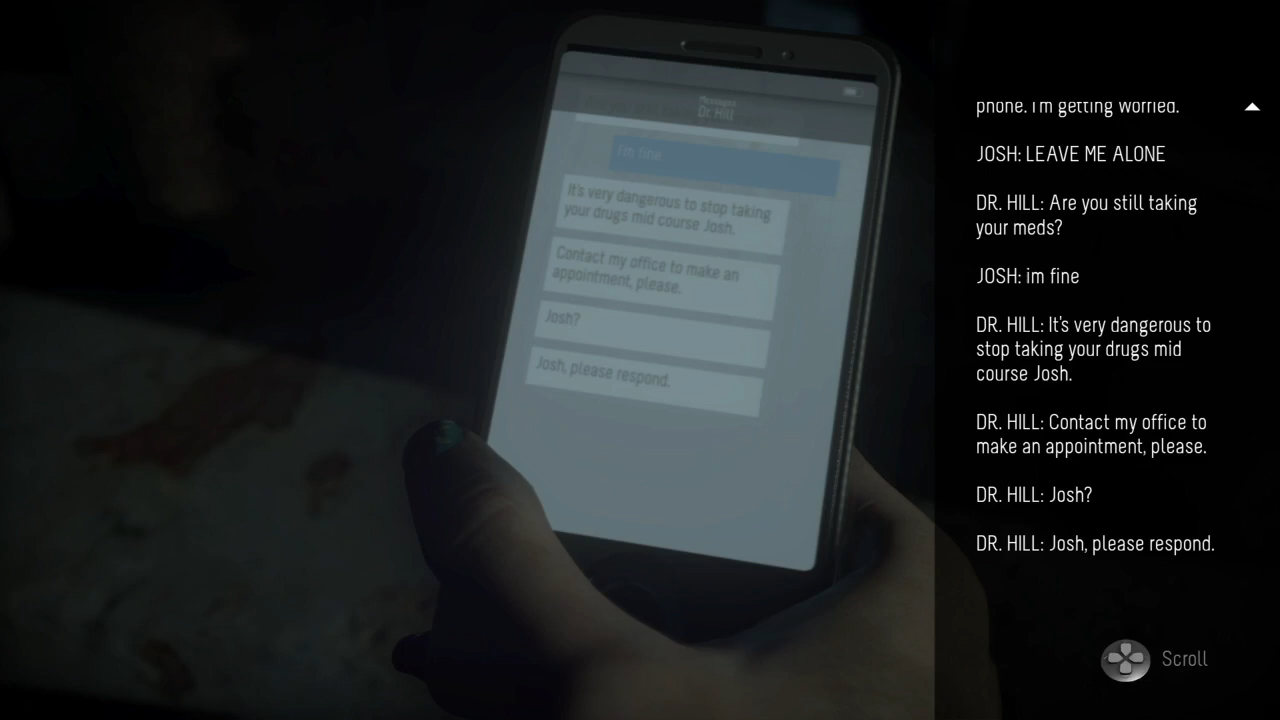 Messages
Dr. Hill
I'm fine
It's very dangerous to stop taking
your drugs mid course Josh.
Contact my office to make an
appointment, please.
Josh?
Josh, please respond.
phone. I'm getting worried.
JOSH: LEAVE ME ALONE
DR. HILL: Are you still taking
your meds?
JOSH: im fine
DR. HILL: It's very dangerous to
stop taking your drugs mid
course Josh.
DR. HILL: Contact my office to
make an appointment, please.
DR. HILL: Josh?
DR. HILL: Josh, please respond.
Scroll